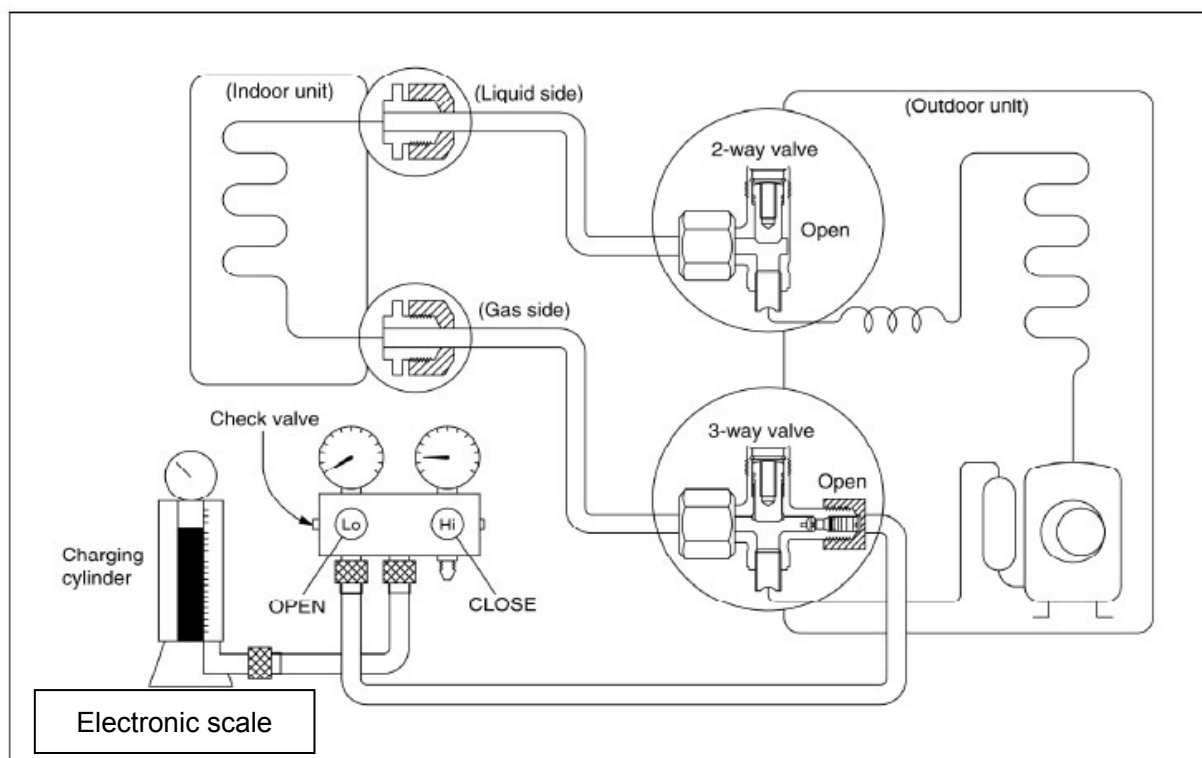 (Indoor unit)
(Liquid side)
(Outdoor unit)
2-way valve
Open
(Gas side)
Check valve
3-way valve
Open
Lo
Hi
Charging
cylinder
OPEN
CLOSE
Electronic scale